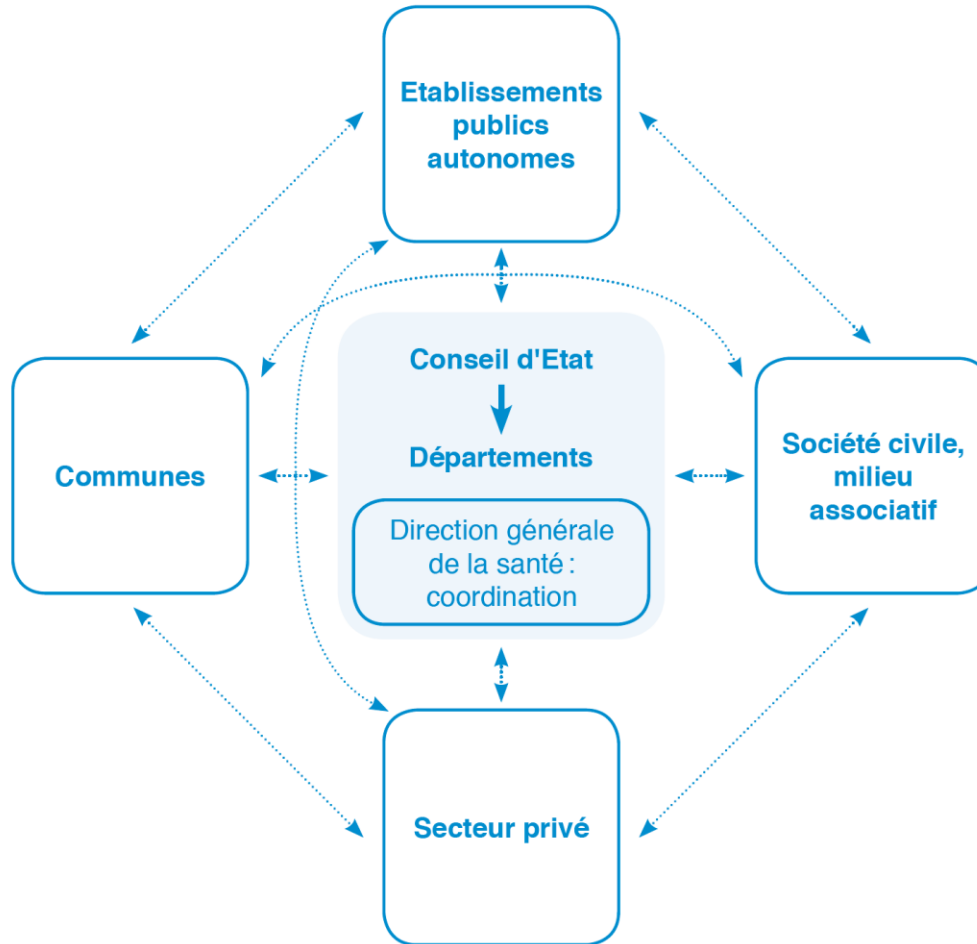 Etablissements
publics
autonomes
Conseil d'Etat
Départements
Direction générale
de la santé :
coordination
Communes
Société civile,
milieu
associatif
Secteur privé